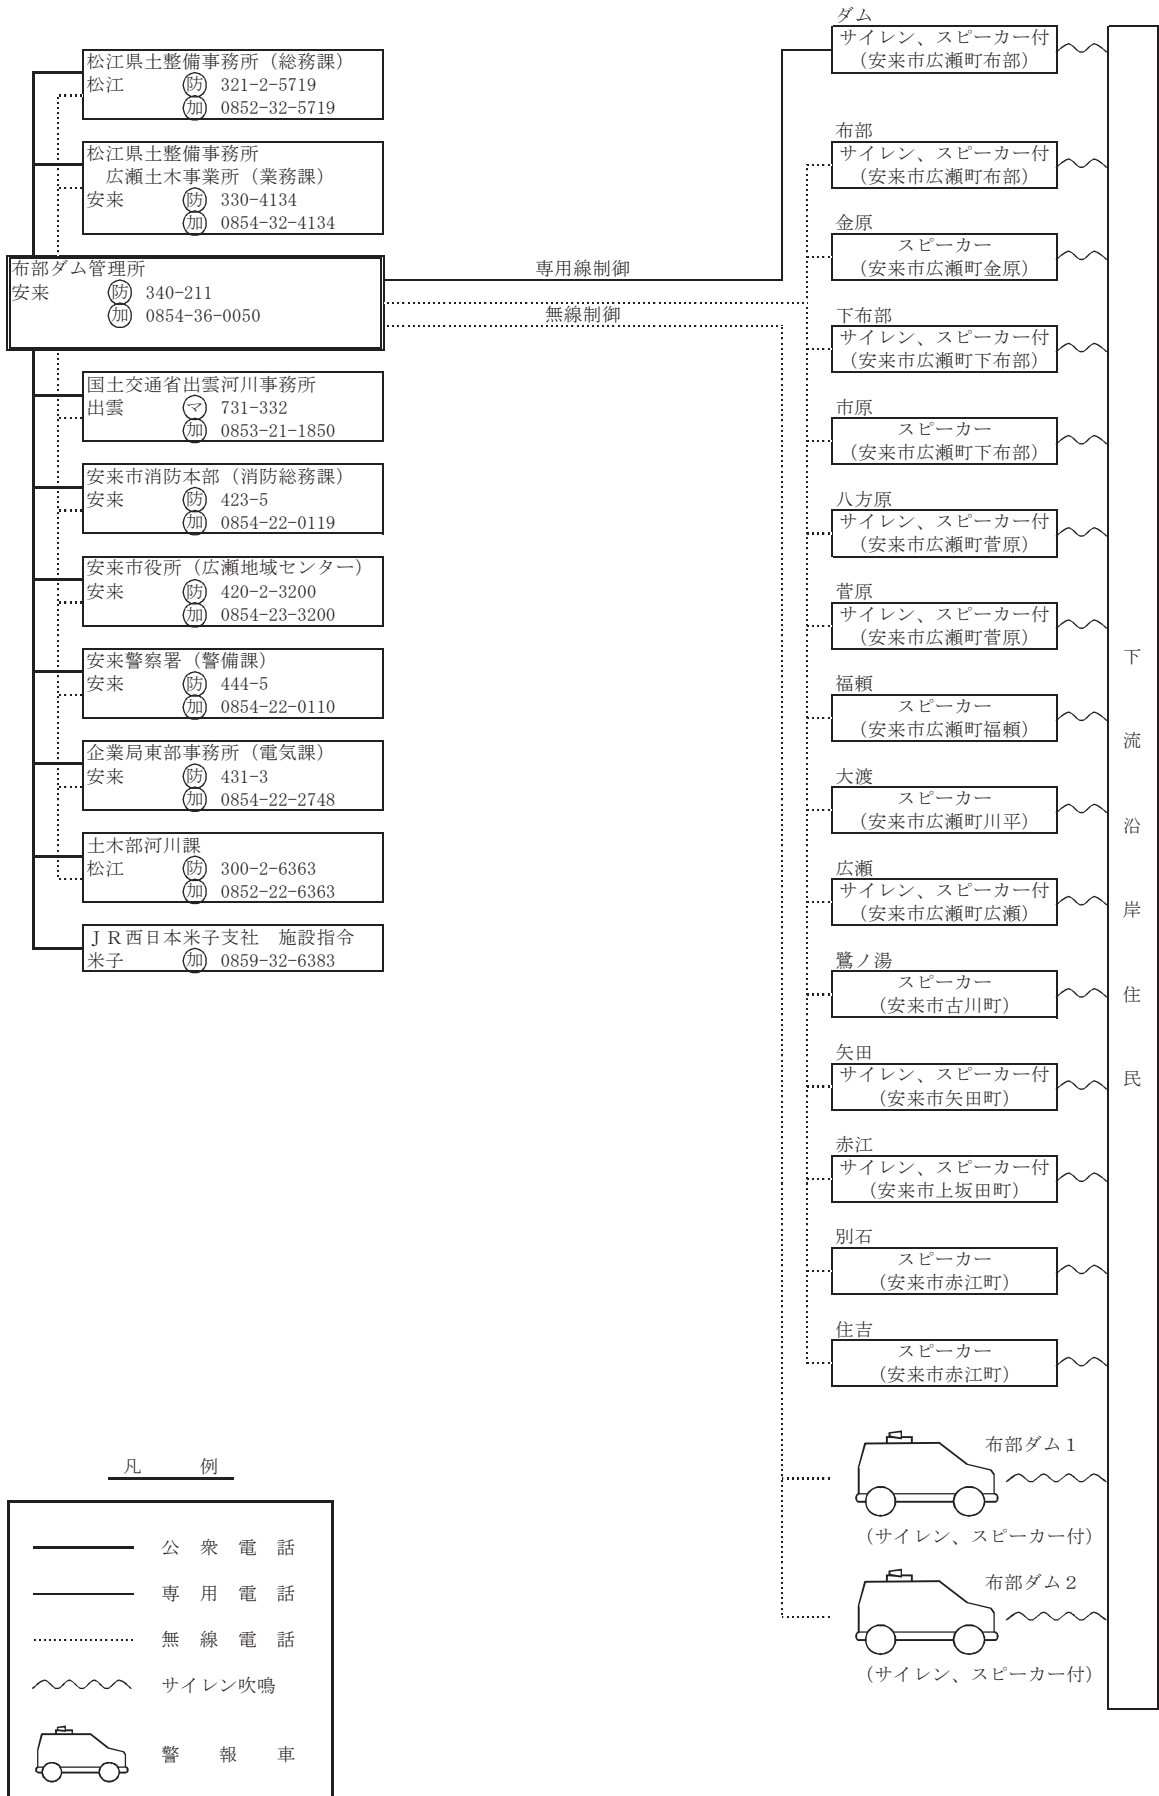 松江県土整備事務所（総務課）
松江 ㊥防 321-2-5719
加 0852-32-5719
松江県土整備事務所
広瀬土木事業所（業務課）
安来 防 330-4134
加 0854-32-4134
布部ダム管理所
安来 防 340-211
加 0854-36-0050
国土交通省出雲河川事務所
出雲 マ 731-332
加 0853-21-1850
安来市消防本部（消防総務課）
安来 防 423-5
加 0854-22-0119
安来市役所（広瀬地域センター）
安来 防 420-2-3200
加 0854-23-3200
安来警察署（警備課）
安来 防 444-5
加 0854-22-0110
企業局東部事務所（電気課）
安来 防 431-3
加 0854-22-2748
土木部河川課
松江 防 300-2-6363
加 0852-22-6363
ＪＲ西日本米子支社　施設指令
米子 加 0859-32-6383
専用線制御
無線制御
ダム
サイレン、スピーカー付
（安来市広瀬町布部）
布部
サイレン、スピーカー付
（安来市広瀬町布部）
金原
スピーカー
（安来市広瀬町金原）
下布部
サイレン、スピーカー付
（安来市広瀬町下布部）
市原
スピーカー
（安来市広瀬町下布部）
八方原
サイレン、スピーカー付
（安来市広瀬町菅原）
菅原
サイレン、スピーカー付
（安来市広瀬町菅原）
福頼
スピーカー
（安来市広瀬町福頼）
大渡
スピーカー
（安来市広瀬町川平）
広瀬
サイレン、スピーカー付
（安来市広瀬町広瀬）
鷺ノ湯
スピーカー
（安来市古川町）
矢田
サイレン、スピーカー付
（安来市矢田町）
赤江
サイレン、スピーカー付
（安来市上坂田町）
別石
スピーカー
（安来市赤江町）
住吉
スピーカー
（安来市赤江町）
布部ダム１
（サイレン、スピーカー付）
布部ダム２
（サイレン、スピーカー付）
下流沿岸住民
凡　例
公衆電話
専用電話
無線電話
サイレン吹鳴
警報車